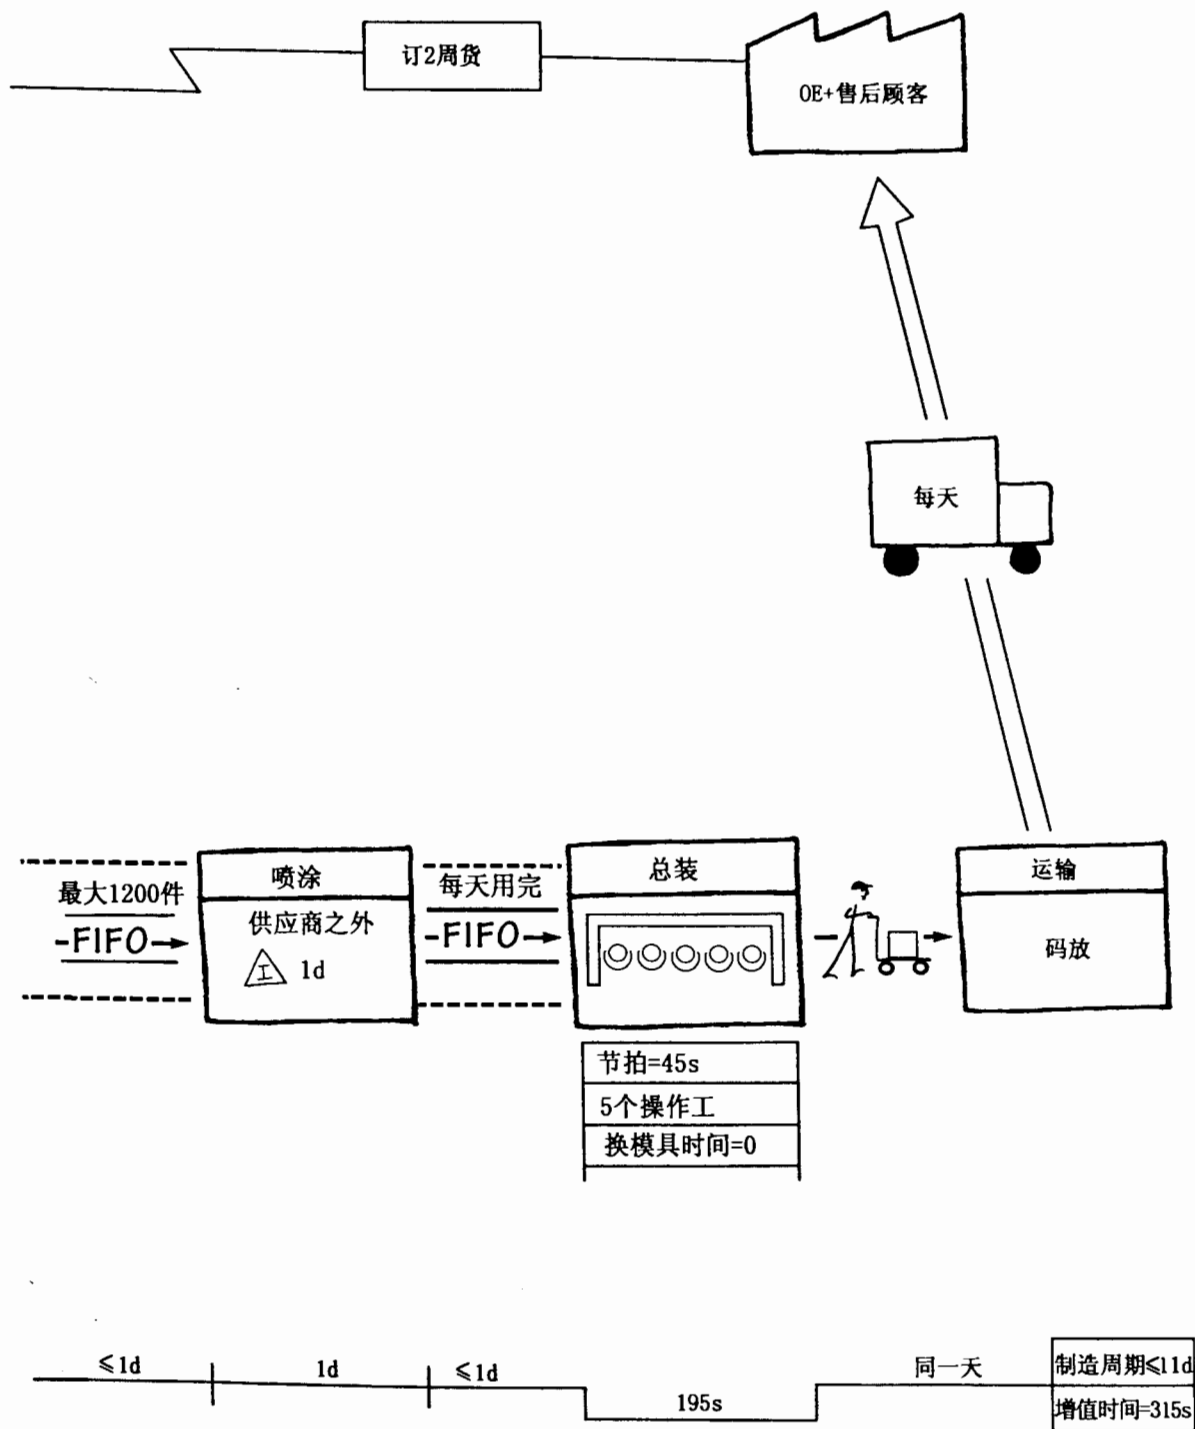 订2周货
OE+售后顾客
每天
最大1200件
FIFO
喷涂
供应商之外
工 1d
每天用完
FIFO
总装
节拍=45s
5个操作工
换模具时间=0
运输
码放
≤1d
1d
≤1d
195s
同一天
制造周期≤11d
增值时间=315s